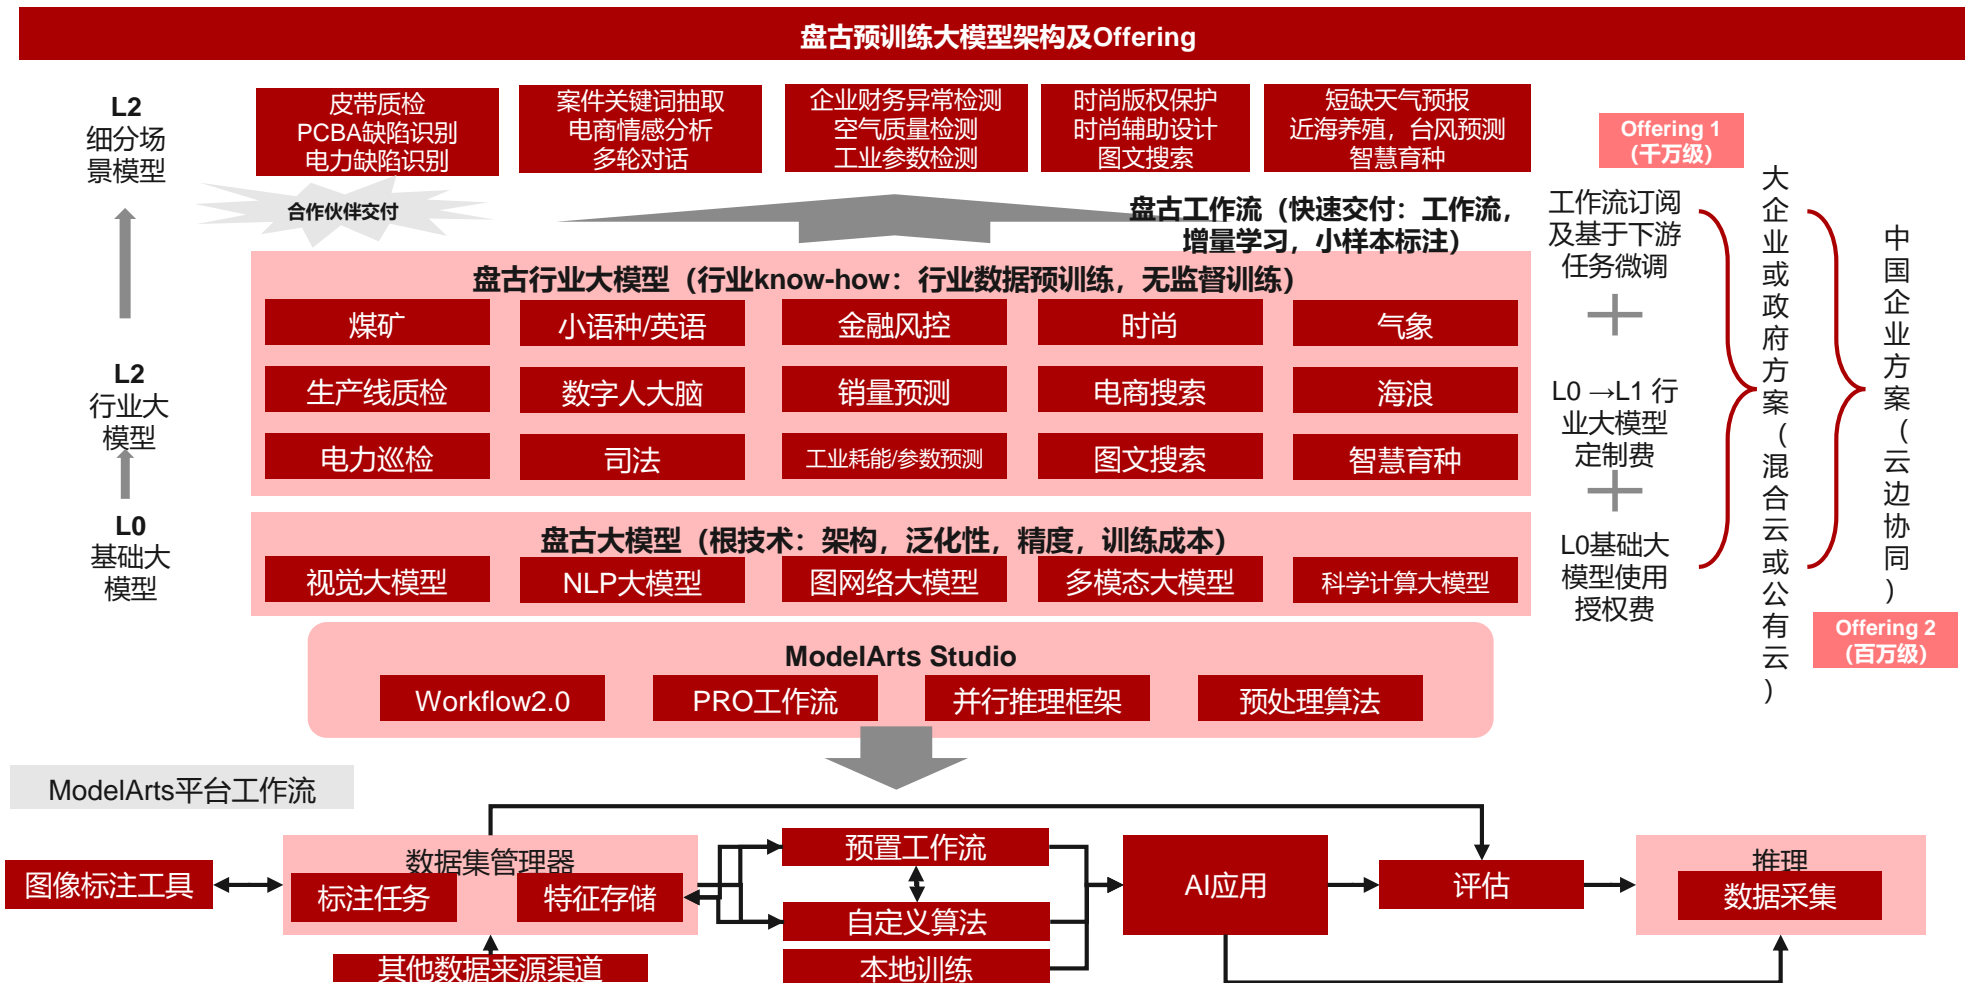 盘古预训练大模型架构及Offering
L2
细分场
景模型
皮带质检
PCBA缺陷识别
电力缺陷识别
案件关键词抽取
电商情感分析
多轮对话
企业财务异常检测
空气质量检测
工业参数检测
时尚版权保护
时尚辅助设计
图文搜索
短缺天气预报
近海养殖，台风预测
智慧育种
Offering 1
（千万级）
合作伙伴交付
盘古工作流（快速交付：工作流，
增量学习，小样本标注）
工作流订阅
及基于下游
任务微调
L0 →L1 行
业大模型
定制费
L0基础大
模型使用
授权费
大企业或政府方案（混合云或公有云）
中国企业方案（云边协同）
Offering 2
（百万级）
L2
行业大
模型
盘古行业大模型（行业know-how：行业数据预训练，无监督训练）
煤矿
小语种/英语
金融风控
时尚
气象
生产线质检
数字人大脑
销量预测
电商搜索
海浪
电力巡检
司法
工业耗能/参数预测
图文搜索
智慧育种
L0
基础大
模型
盘古大模型（根技术：架构，泛化性，精度，训练成本）
视觉大模型
NLP大模型
图网络大模型
多模态大模型
科学计算大模型
ModelArts Studio
Workflow2.0
PRO工作流
并行推理框架
预处理算法
ModelArts平台工作流
图像标注工具
数据集管理器
标注任务
特征存储
其他数据来源渠道
预置工作流
自定义算法
本地训练
AI应用
评估
推理
数据采集